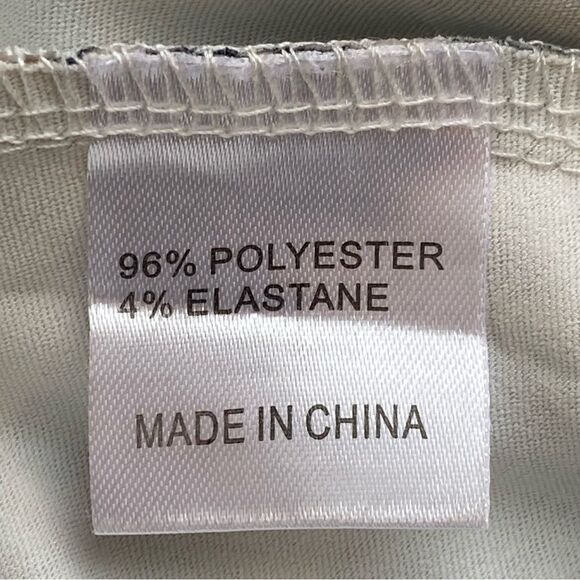 96% POLYESTER
4% ELASTANE
MADE IN CHINA